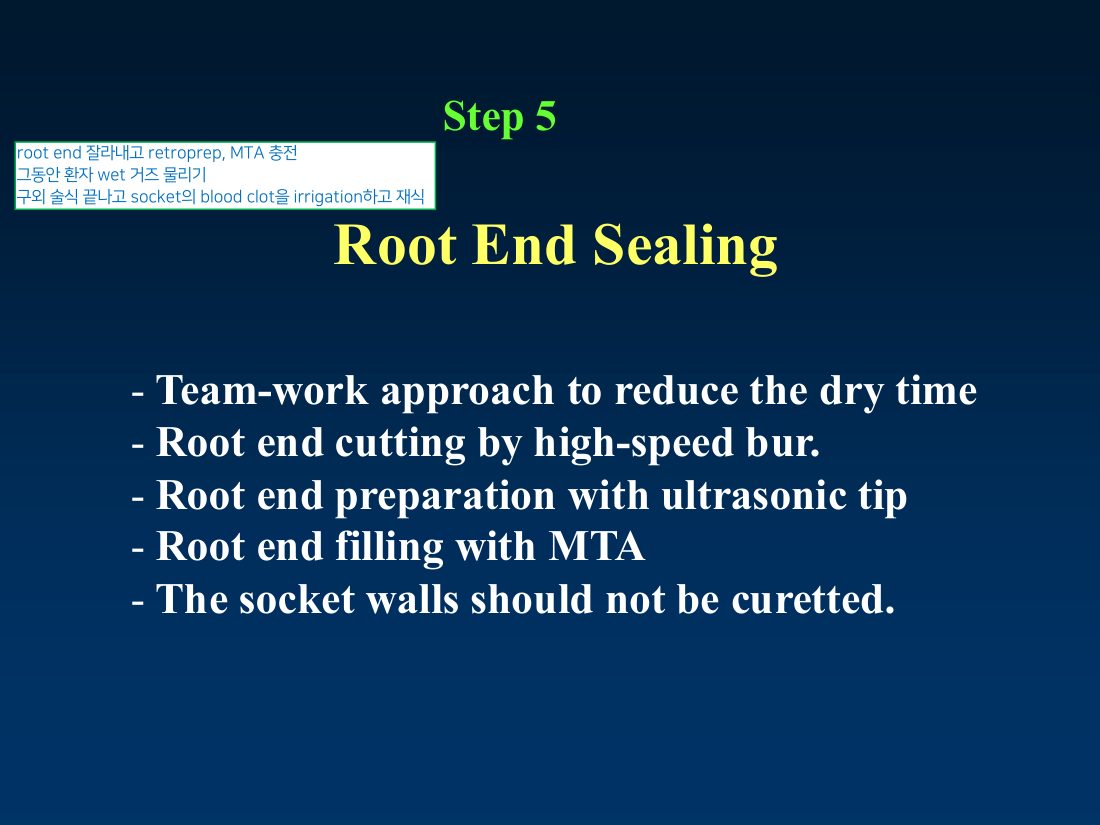 Step 5
root end 잘라내고 retroprep, MTA 충전
그동안 환자 wet 거즈 물리기
구외 술식 끝나고 socket의 blood clot을 irrigation하고 재식
Root End Sealing
- Team-work approach to reduce the dry time
- Root end cutting by high-speed bur.
- Root end preparation with ultrasonic tip
- Root end filling with MTA
- The socket walls should not be curetted.